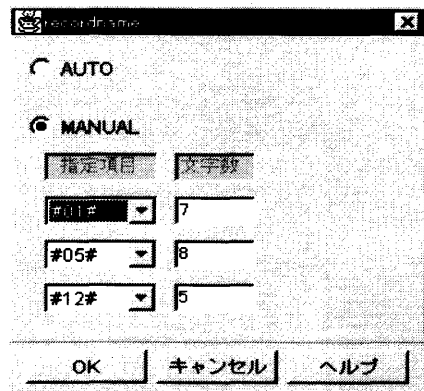 recordname
AUTO
MANUAL
指定項目 文字数
#01# 7
#05# 8
#12# 5
OK キャンセル ヘルプ